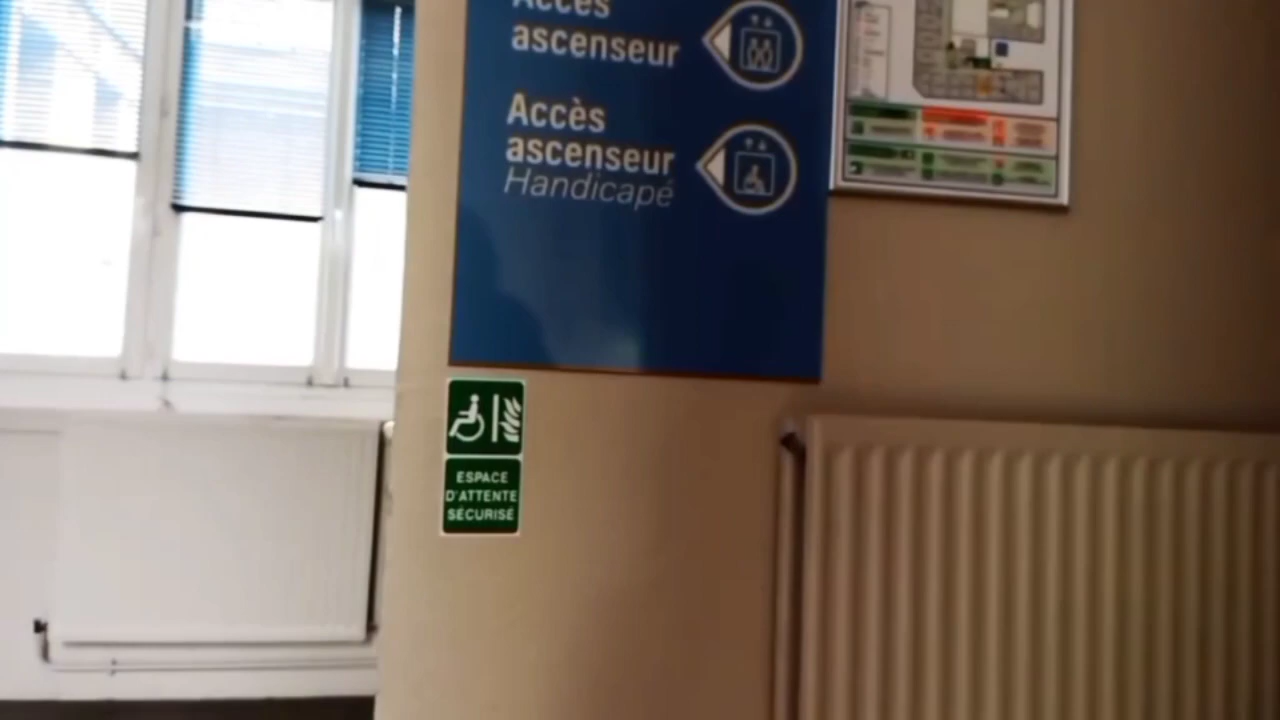 Accès
ascenseur
Accès
ascenseur
Handicapé
ESPACE
D'ATTENTE
SÉCURISÉ